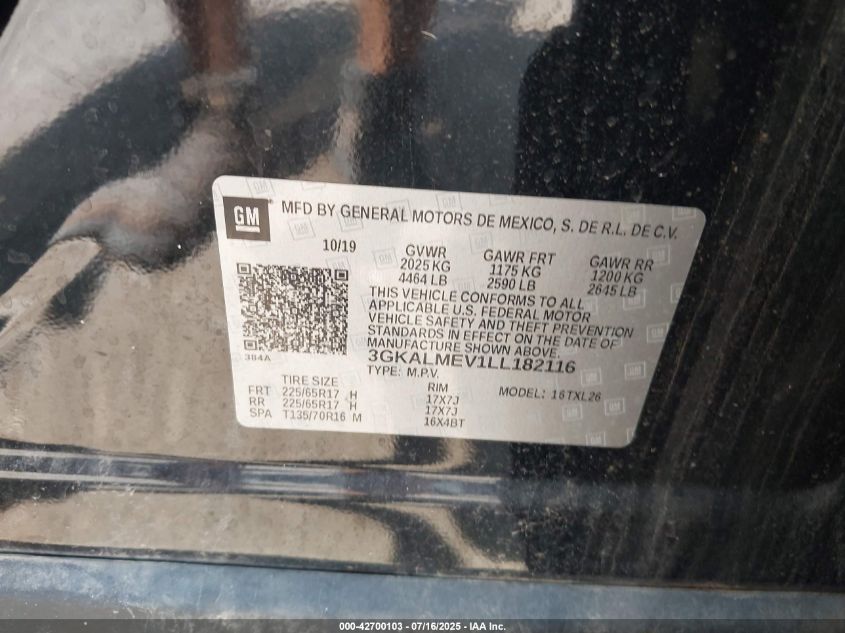 GM
MFD BY GENERAL MOTORS DE MEXICO, S. DE R.L. DE C.V.
10/19 GVWR GAWR FRT GAWR RR
2025 KG 1175 KG 1200 KG
4464 LB 2590 LB 2645 LB
THIS VEHICLE CONFORMS TO ALL
APPLICABLE U.S. FEDERAL MOTOR
VEHICLE SAFETY AND THEFT PREVENTION
STANDARDS IN EFFECT ON THE DATE OF
MANUFACTURE SHOWN ABOVE.
384A
3GKALMEV1LL182116
TYPE: M.P.V.
TIRE SIZE RIM MODEL: 1STXL26
FRT 225/65R17 H 17X7J
RR 225/65R17 H 17X7J
SPA T135/70R16 M 16X4BT
000-42700103 - 07/16/2025 - IAA Inc.